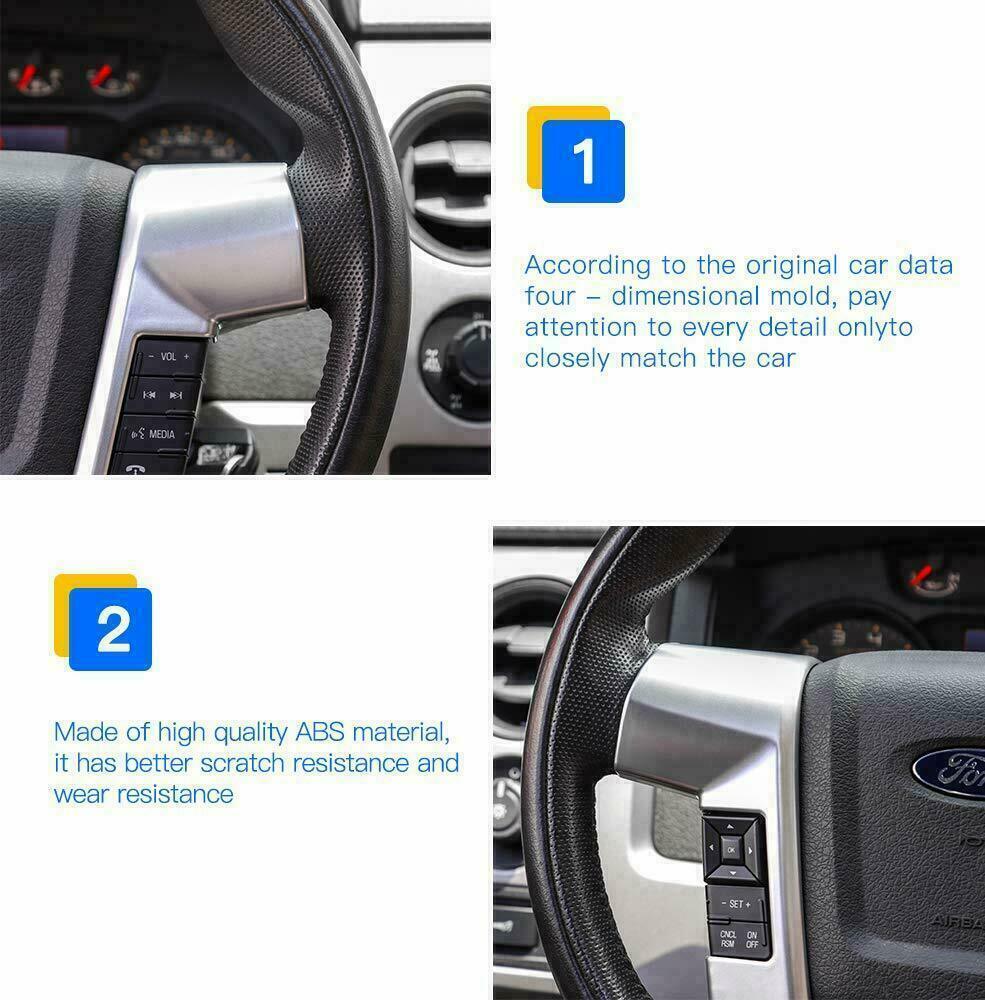 1
According to the original car data
four – dimensional mold, pay
attention to every detail onlyto
closely match the car
- VOL +
MEDIA
2
Made of high quality ABS material,
it has better scratch resistance and
wear resistance
3 4
Ford
OK
- SET +
CNCL ON
RSM OFF